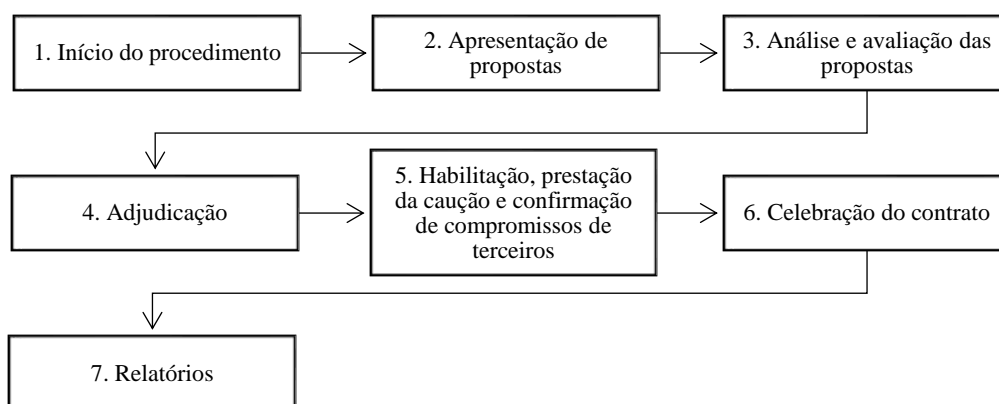 1. Início do procedimento
2. Apresentação de
propostas
3. Análise e avaliação das
propostas
4. Adjudicação
5. Habilitação, prestação
da caução e confirmação
de compromissos de
terceiros
6. Celebração do contrato
7. Relatórios